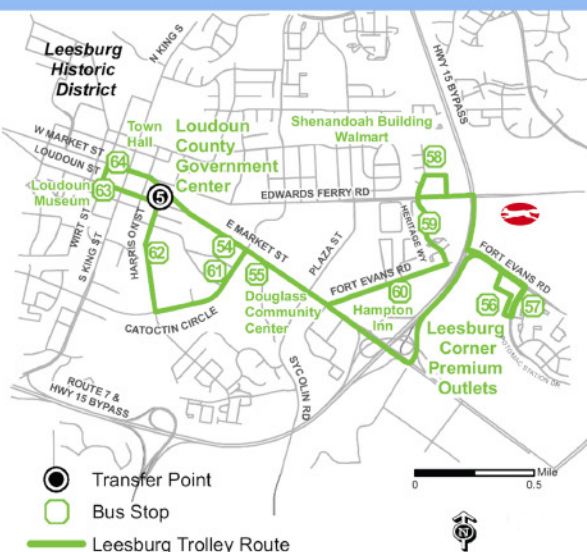 Leesburg
Historic
District
N KING S
HWY 15 BYPASS
W MARKET ST
LOUDOUN ST
Town
Hall
64
Loudoun
County
Government
Center
Shenandoah Building
Walmart
58
Loudoun
Museum
63
5
EDWARDS FERRY RD
WIRT ST
S KING ST
HARRISON ST
62
54
61
E MARKET ST
55
PLAZA ST
HERITAGE WY
59
FORT EVANS RD
FORT EVANS RD
60
Hampton
Inn
56
57
CATOCTIN CIRCLE
Douglass
Community
Center
Leesburg
Corner
Premium
Outlets
POTOMAC STATION DR
SYCOLIN RD
ROUTE 7 &
HWY 15 BYPASS
Transfer Point
Bus Stop
Leesburg Trolley Route
Mile
0
0.5
N